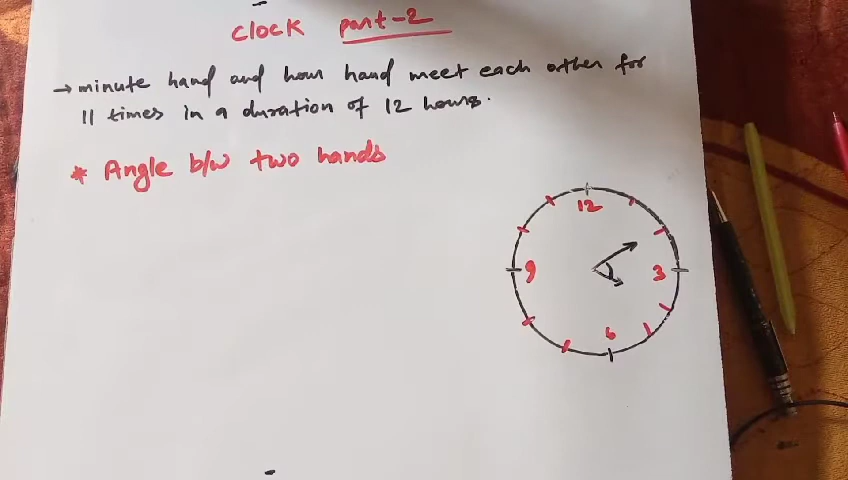 clock part-2
→ minute hand and hour hand meet each other for
11 times in a duration of 12 hours.
* Angle b/w two hands
12
9 3
6